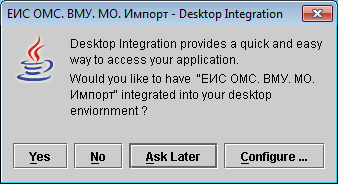 ЕИС ОМС. ВМУ. МО. Импорт - Desktop Integration
Desktop Integration provides a quick and easy
way to access your application.
Would you like to have "ЕИС ОМС. ВМУ. МО.
Импорт" integrated into your desktop
enviornment ?
Yes
No
Ask Later
Configure ...